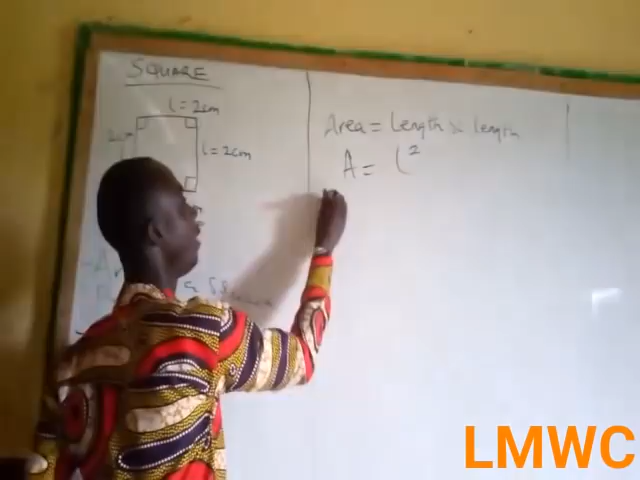 SQUARE
l = 2cm
2cm
l = 2cm
Area = Length x length
A = l²
LMWC